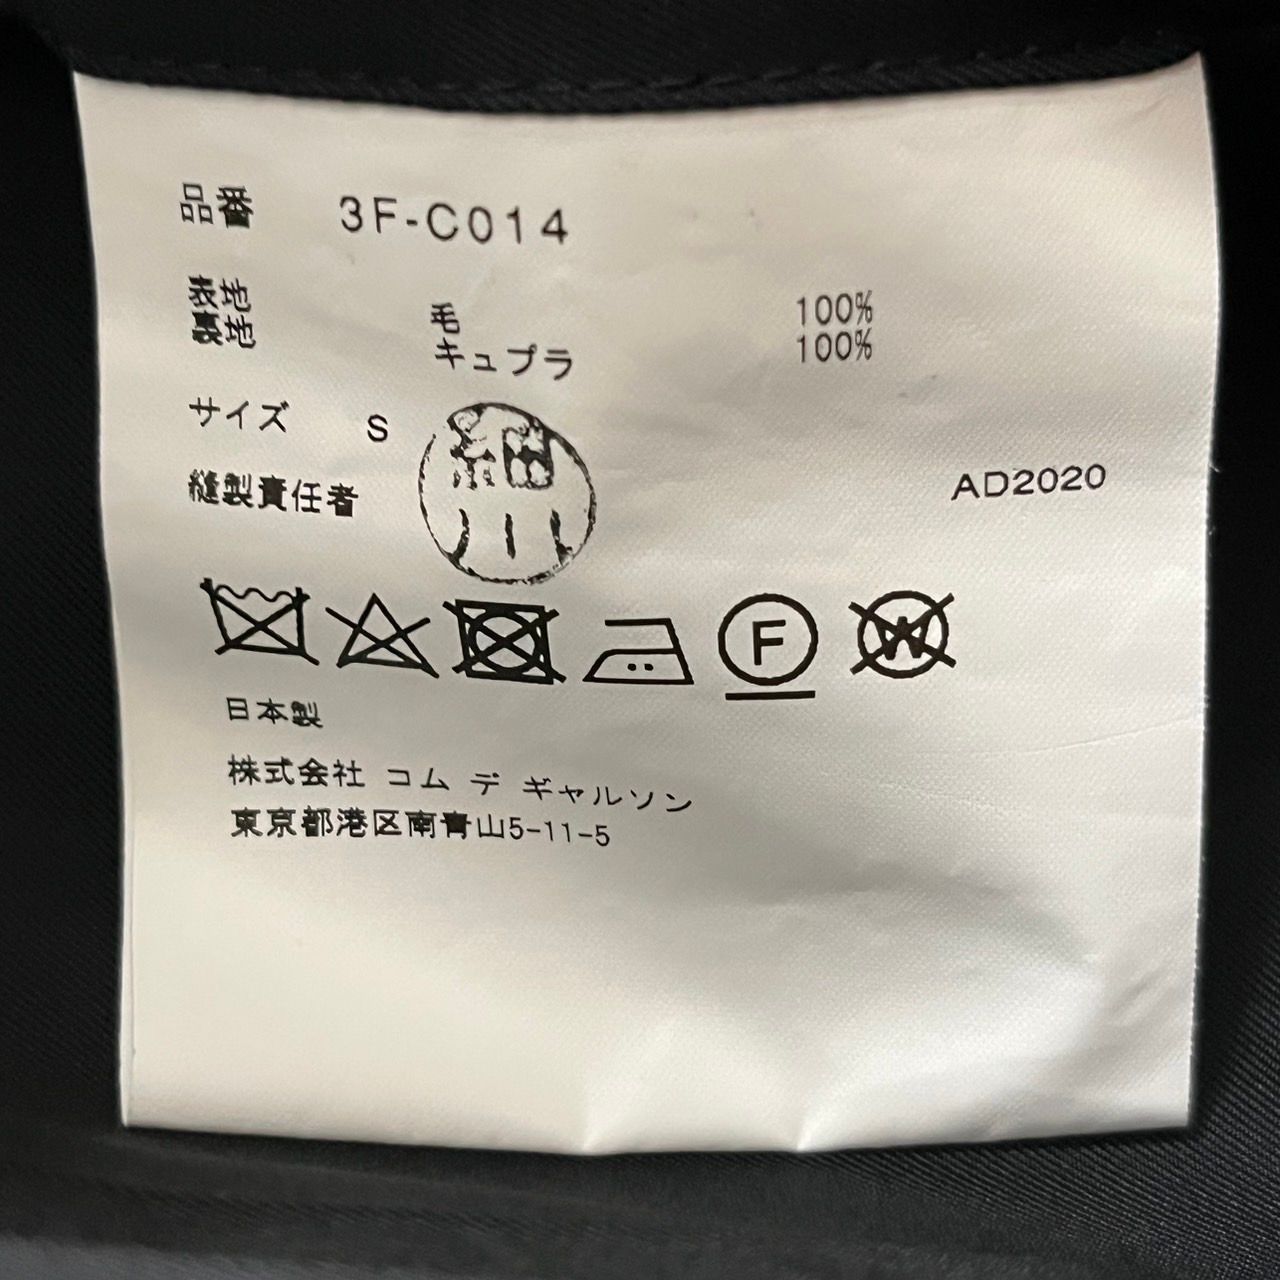 品番 3F-C014
表地 毛 100%
裏地 キュプラ 100%
サイズ S
縫製責任者 細川
AD2020
F W
日本製
株式会社 コム デ ギャルソン
東京都港区南青山5-11-5